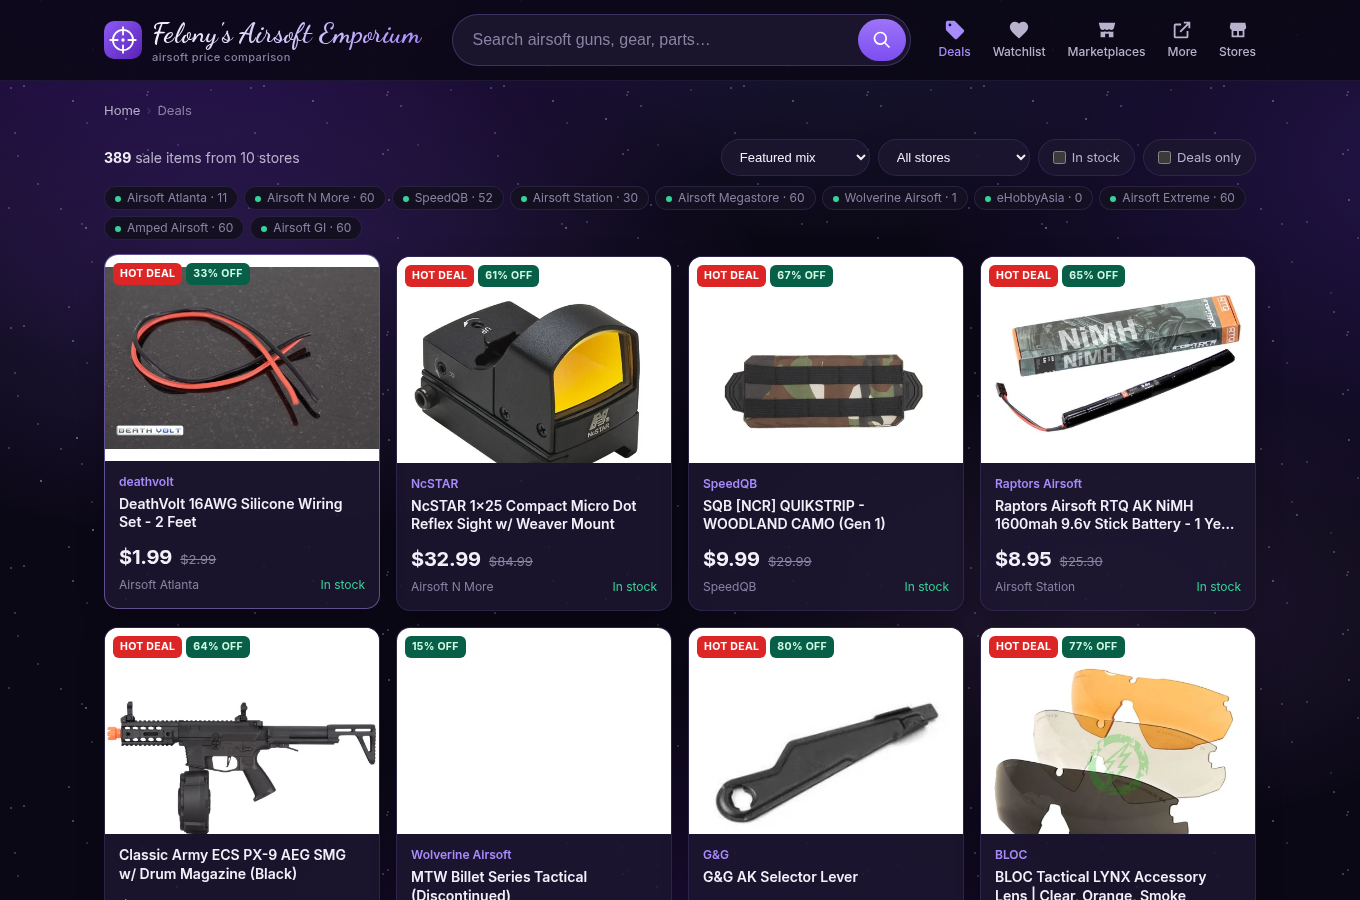 Felony's Airsoft Emporium
airsoft price comparison
Search airsoft guns, gear, parts…
Deals
Watchlist
Marketplaces
More
Stores
Home › Deals
389 sale items from 10 stores
Featured mix
All stores
In stock
Deals only
Airsoft Atlanta · 11
Airsoft N More · 60
SpeedQB · 52
Airsoft Station · 30
Airsoft Megastore · 60
Wolverine Airsoft · 1
eHobbyAsia · 0
Airsoft Extreme · 60
Amped Airsoft · 60
Airsoft GI · 60
HOT DEAL 33% OFF
DEATH VOLT
deathvolt
DeathVolt 16AWG Silicone Wiring
Set - 2 Feet
$1.99 $2.99
Airsoft Atlanta
In stock
HOT DEAL 61% OFF
UP
NcSTAR
NcSTAR
NcSTAR 1×25 Compact Micro Dot
Reflex Sight w/ Weaver Mount
$32.99 $84.99
Airsoft N More
In stock
HOT DEAL 67% OFF
SpeedQB
SQB [NCR] QUIKSTRIP -
WOODLAND CAMO (Gen 1)
$9.99 $29.99
SpeedQB
In stock
HOT DEAL 65% OFF
NiMH
NiMH
RTQ
Raptors Airsoft
Raptors Airsoft RTQ AK NiMH
1600mah 9.6v Stick Battery - 1 Ye…
$8.95 $25.30
Airsoft Station
In stock
HOT DEAL 64% OFF
Classic Army ECS PX-9 AEG SMG
w/ Drum Magazine (Black)
15% OFF
Wolverine Airsoft
MTW Billet Series Tactical
(Discontinued)
HOT DEAL 80% OFF
G&G
G&G AK Selector Lever
HOT DEAL 77% OFF
BLOC
BLOC Tactical LYNX Accessory
Lens | Clear, Orange, Smoke